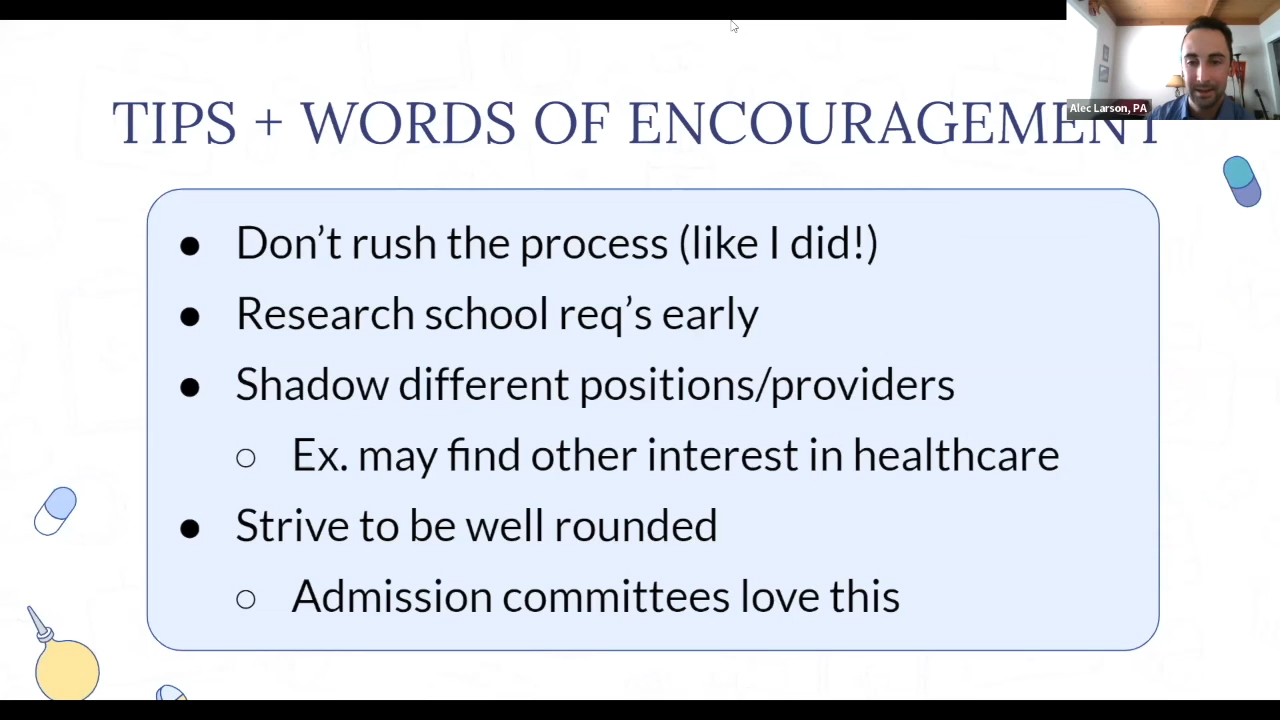 Alec Larson, PA
TIPS + WORDS OF ENCOURAGEMENT
● Don't rush the process (like I did!)
● Research school req's early
● Shadow different positions/providers
○ Ex. may find other interest in healthcare
● Strive to be well rounded
○ Admission committees love this